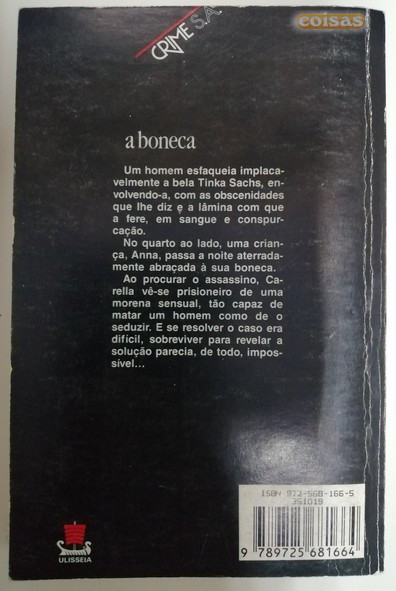 coisas
CRIME S.A.
a boneca
Um homem esfaqueia implaca-
velmente a bela Tinka Sachs, en-
volvendo-a, com as obscenidades
que lhe diz e a lâmina com que
a fere, em sangue e conspur-
cação.
No quarto ao lado, uma crian-
ça, Anna, passa a noite aterrada-
mente abraçada à sua boneca.
Ao procurar o assassino, Ca-
rella vê-se prisioneiro de uma
morena sensual, tão capaz de
matar um homem como de o
seduzir. E se resolver o caso era
difícil, sobreviver para revelar a
solução parecia, de todo, impos-
sível...
ISBN 972-568-166-5
351019
9 789725 681664
ULISSEIA